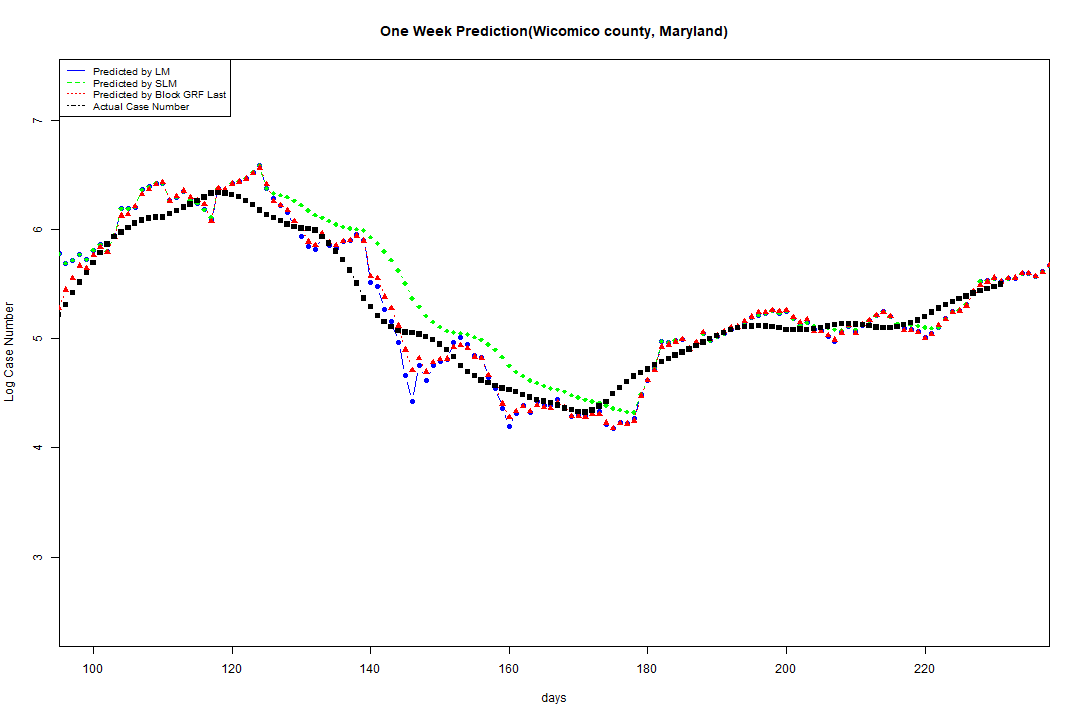 One Week Prediction(Wicomico county, Maryland)
Predicted by LM
Predicted by SLM
Predicted by Block GRF Last
Actual Case Number
7
6
5
4
3
Log Case Number
100 120 140 160 180 200 220
days